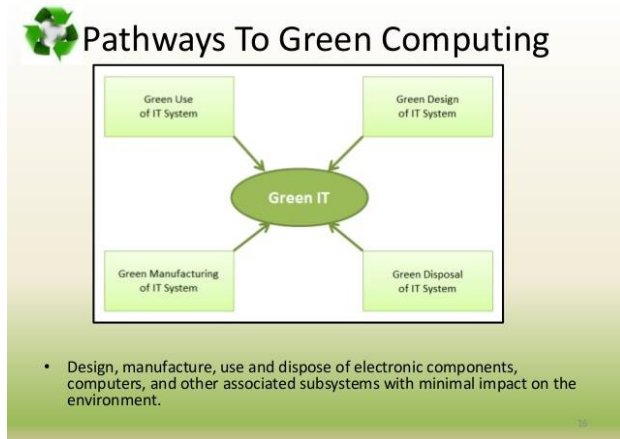 Pathways To Green Computing
Green Use
of IT System
Green Design
of IT System
Green IT
Green Manufacturing
of IT System
Green Disposal
of IT System
• Design, manufacture, use and dispose of electronic components,
computers, and other associated subsystems with minimal impact on the
environment.
16